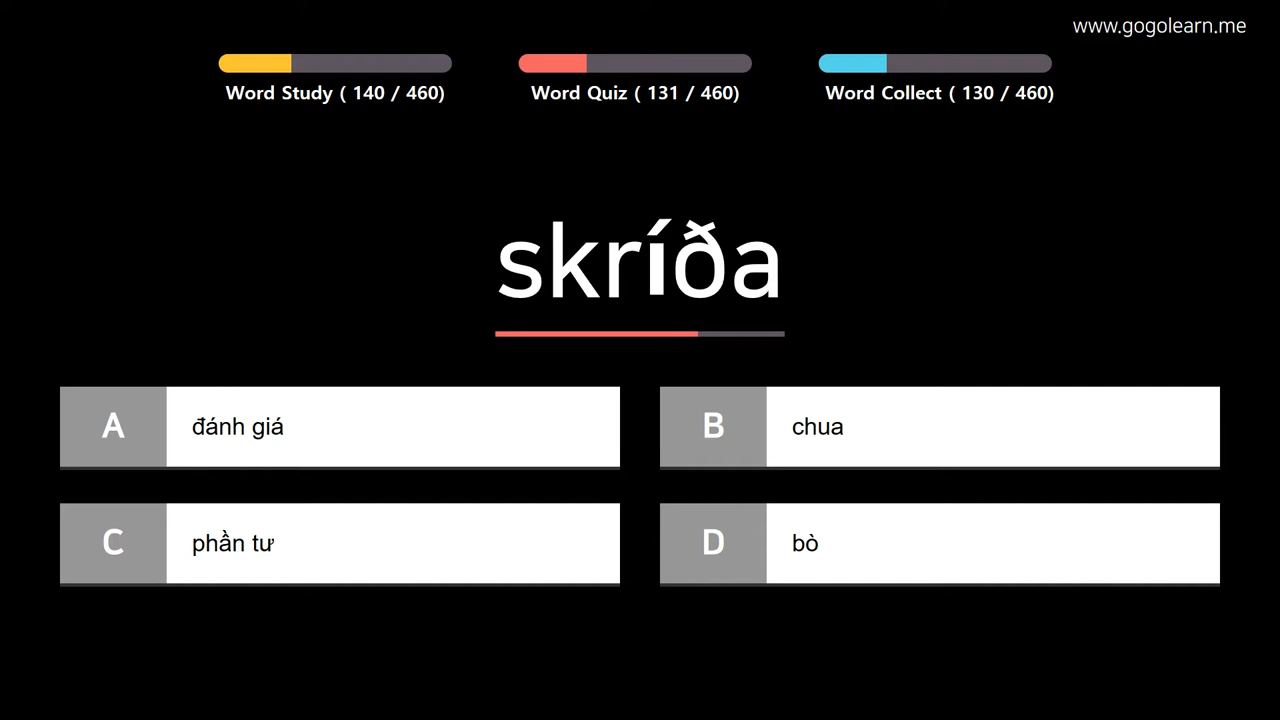 www.gogolearn.me
Word Study ( 140 / 460)
Word Quiz ( 131 / 460)
Word Collect ( 130 / 460)
skríða
A đánh giá
B chua
C phần tư
D bò